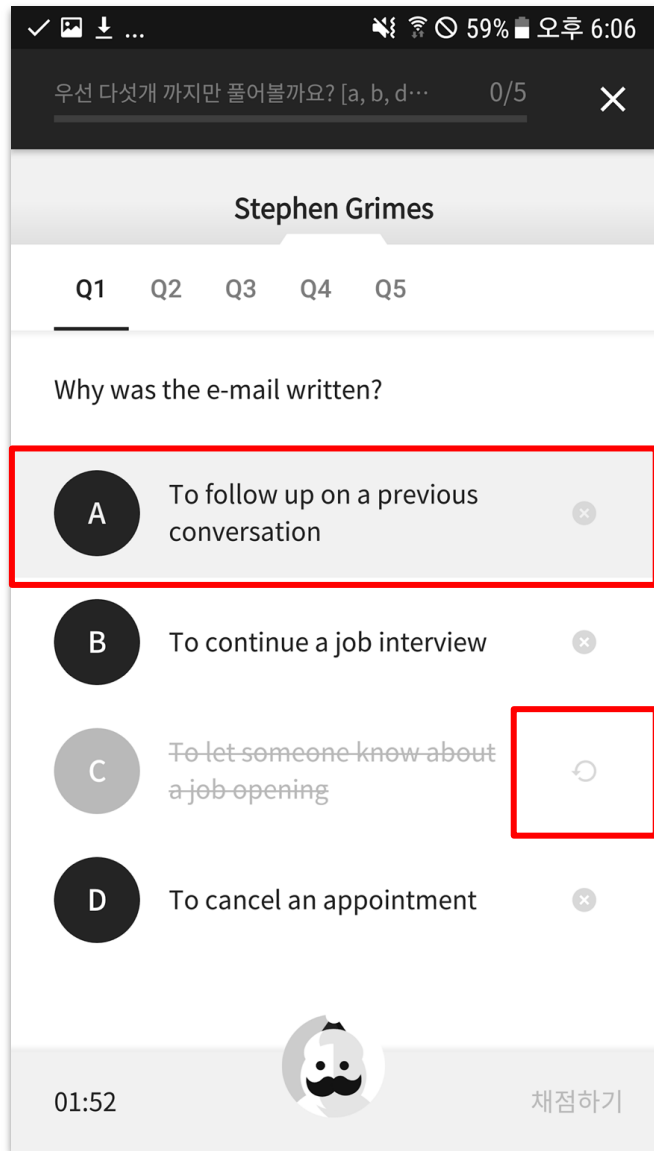 ... 59% 오후 6:06
우선 다섯개 까지만 풀어볼까요? [a, b, d··· 0/5
Stephen Grimes
Q1 Q2 Q3 Q4 Q5
Why was the e-mail written?
A To follow up on a previous
conversation
B To continue a job interview
C To let someone know about
a job opening
D To cancel an appointment
01:52 채점하기